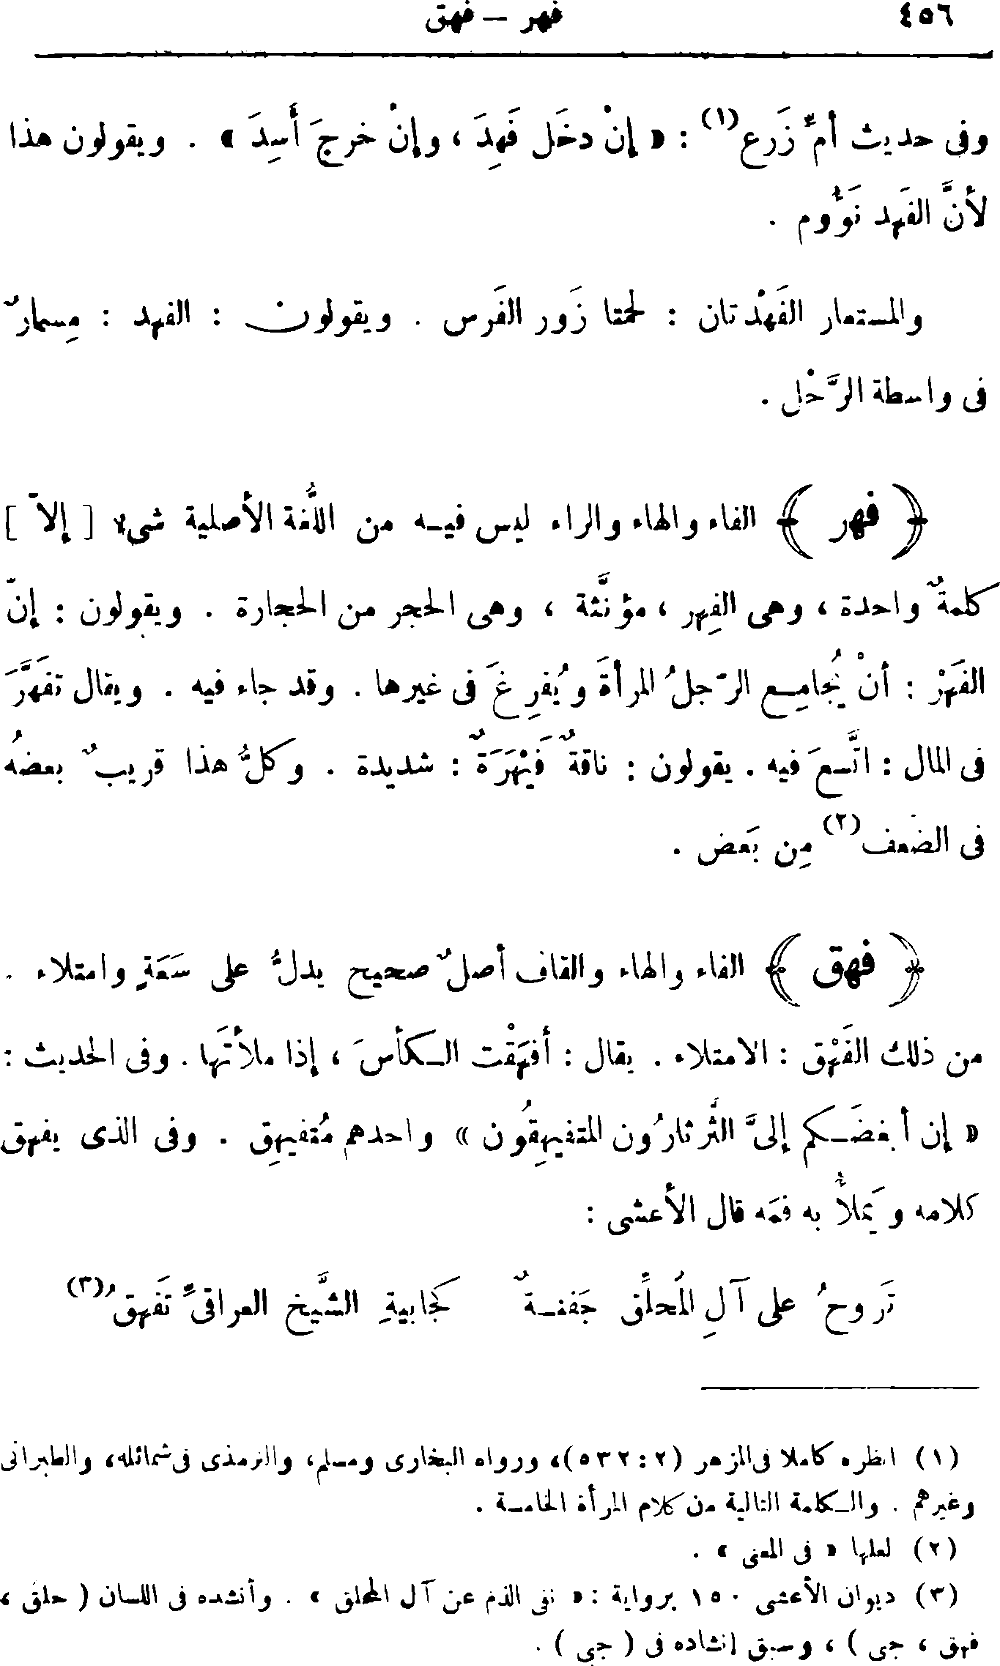 ٤٥٦ فهر – فهق
وفى حديث أمِّ زَرع(١) : « إنْ دخَل فَهِدَ ، وإنْ خرجَ أَسِدَ » . ويقولون هذا
لأنَّ الفَهد نَؤُوم .
والمستعار الفَهْدتان : لحمتا زَور الفَرس . ويقولون : الفهد : مِسمارٌ
فى واسطة الرَّحْل .
﴿ فهر ﴾ الفاء والهاء والراء ليس فيه من اللُّغة الأصلية شىء [ إلاّ ]
كلمةٌ واحدة ، وهى الفِهر ، مؤنَّثة ، وهى الحجر من الحجارة . ويقولون : إنّ
الفَهَرْ : أنْ يُجامِع الرّجلُ المرأةَ ويُفرِغَ فى غيرها . وقد جاء فيه . ويقال تفَهَّرَ
فى المال : اتَّسعَ فيه . يقولون : ناقةٌ فَيْهَرَةٌ : شديدة . وكلُّ هذا قريبٌ بعضهُ
فى الضعف(٢) مِن بَعض .
﴿ فهق ﴾ الفاء والهاء والقاف أصلٌ صحيح يدلُّ على سَعَةٍ وامتلاء .
من ذلك الفَهْق : الامتلاء . يقال : أفهَقْت الكأسَ ، إذا ملأتَها . وفى الحديث :
« إن أبغضَكم إلىَّ الثَّرثارُون المتفيهِقُون » واحدهم مُتفيهِق . وفى الذى يفهق
كلامه ويَملأُ به فمَه قال الأعشى :
تَروحُ على آلِ المُحلِّق جَفنةٌ كجابيةِ الشَّيخ العراقىِّ تَفهقُ(٣)
(١) انظره كاملا فى المزهر (٢ : ٥٣٢)، ورواه البخارى ومسلم، والترمذى فى شمائله، والطبرانى
وغيرهم . والكلمة التالية من كلام المرأة الخامسة .
(٢) لعلها « فى المعنى » .
(٣) ديوان الأعشى ١٥٠ برواية : « نفى الذم عن آل المحلق » . وأنشده فى اللسان ( حلق ،
فهق ، جبى ) ، وسبق إنشاده فى ( جبى ) .